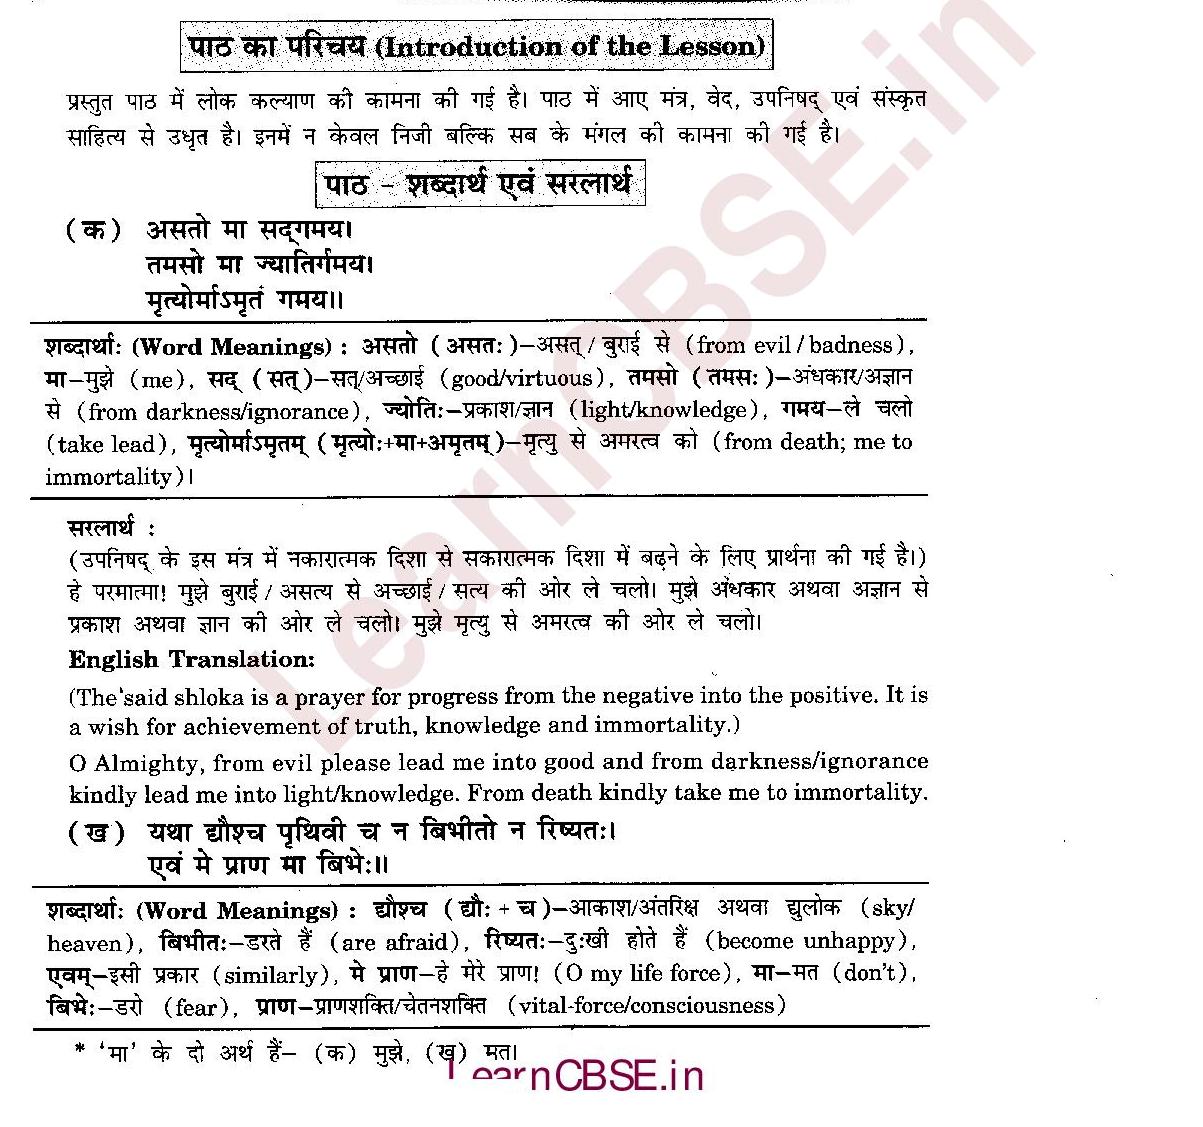 पाठ का परिचय (Introduction of the Lesson)
प्रस्तुत पाठ में लोक कल्याण की कामना की गई है। पाठ में आए मंत्र, वेद, उपनिषद् एवं संस्कृत
साहित्य से उधृत है। इनमें न केवल निजी बल्कि सब के मंगल की कामना की गई है।
पाठ - शब्दार्थ एवं सरलार्थ
(क) असतो मा सद्गमय।
तमसो मा ज्यातिर्गमय।
मृत्योर्माऽमृतं गमय॥
शब्दार्थाः (Word Meanings) : असतो (असतः)–असत्/बुराई से (from evil/badness),
मा–मुझे (me), सद् (सत्)–सत्/अच्छाई (good/virtuous), तमसो (तमसः)–अंधकार/अज्ञान
से (from darkness/ignorance), ज्योतिः–प्रकाश/ज्ञान (light/knowledge), गमय–ले चलो
(take lead), मृत्योर्माऽमृतम् (मृत्योः+मा+अमृतम्)–मृत्यु से अमरत्व को (from death; me to
immortality)।
सरलार्थ :
(उपनिषद् के इस मंत्र में नकारात्मक दिशा से सकारात्मक दिशा में बढ़ने के लिए प्रार्थना की गई है।)
हे परमात्मा! मुझे बुराई/असत्य से अच्छाई/सत्य की ओर ले चलो। मुझे अंधकार अथवा अज्ञान से
प्रकाश अथवा ज्ञान की ओर ले चलो। मुझे मृत्यु से अमरत्व की ओर ले चलो।
English Translation:
(The said shloka is a prayer for progress from the negative into the positive. It is
a wish for achievement of truth, knowledge and immortality.)
O Almighty, from evil please lead me into good and from darkness/ignorance
kindly lead me into light/knowledge. From death kindly take me to immortality.
(ख) यथा द्यौश्च पृथिवी च न बिभीतो न रिष्यतः।
एवं मे प्राण मा बिभेः॥
शब्दार्थाः (Word Meanings) : द्यौश्च (द्यौः + च)–आकाश/अंतरिक्ष अथवा द्युलोक (sky/
heaven), बिभीतः–डरते हैं (are afraid), रिष्यतः–दुःखी होते हैं (become unhappy),
एवम्–इसी प्रकार (similarly), मे प्राण–हे मेरे प्राण! (O my life force), मा–मत (don't),
बिभेः–डरो (fear), प्राण–प्राणशक्ति/चेतनशक्ति (vital-force/consciousness)
* 'मा' के दो अर्थ हैं– (क) मुझे, (ख) मत।
LearnCBSE.in
LearnCBSE.in